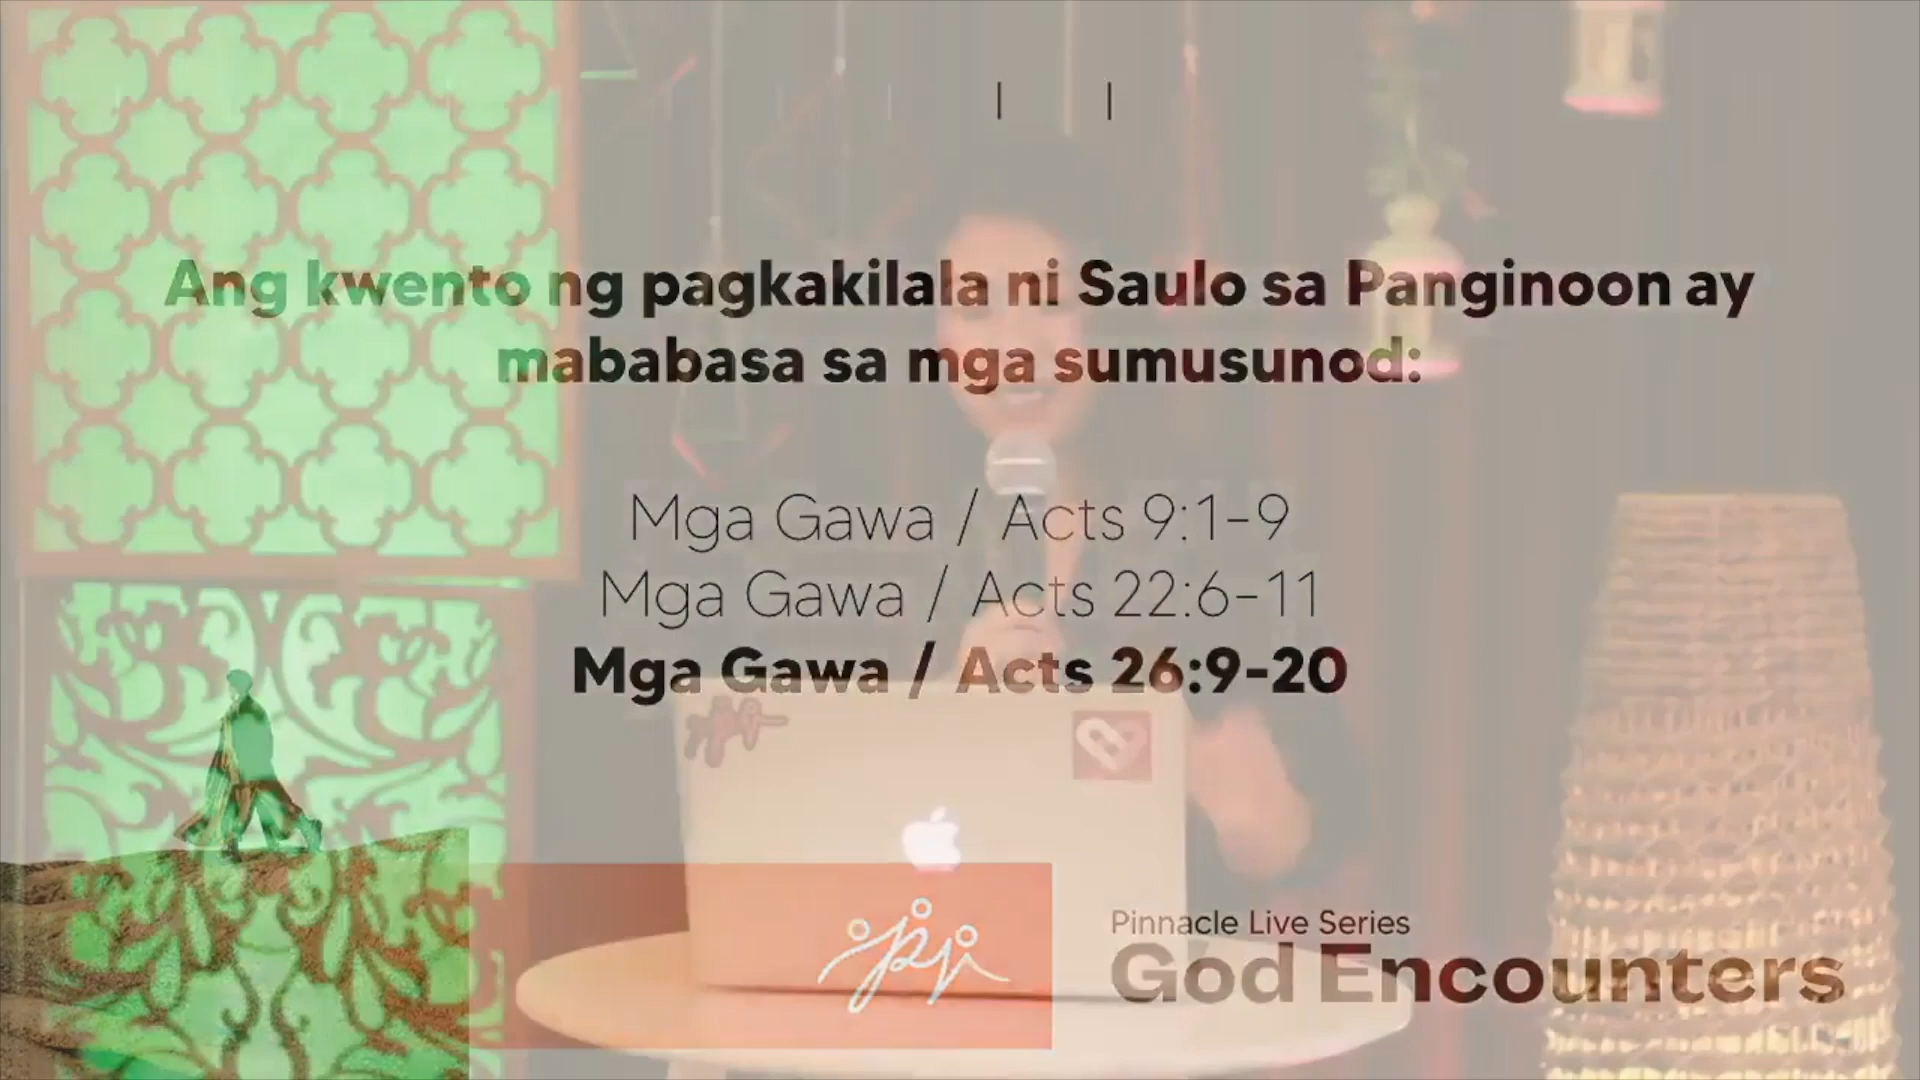 Ang kwento ng pagkakilala ni Saulo sa Panginoon ay
mababasa sa mga sumusunod:
Mga Gawa / Acts 9:1-9
Mga Gawa / Acts 22:6-11
Mga Gawa / Acts 26:9-20
Pinnacle Live Series
God Encounters